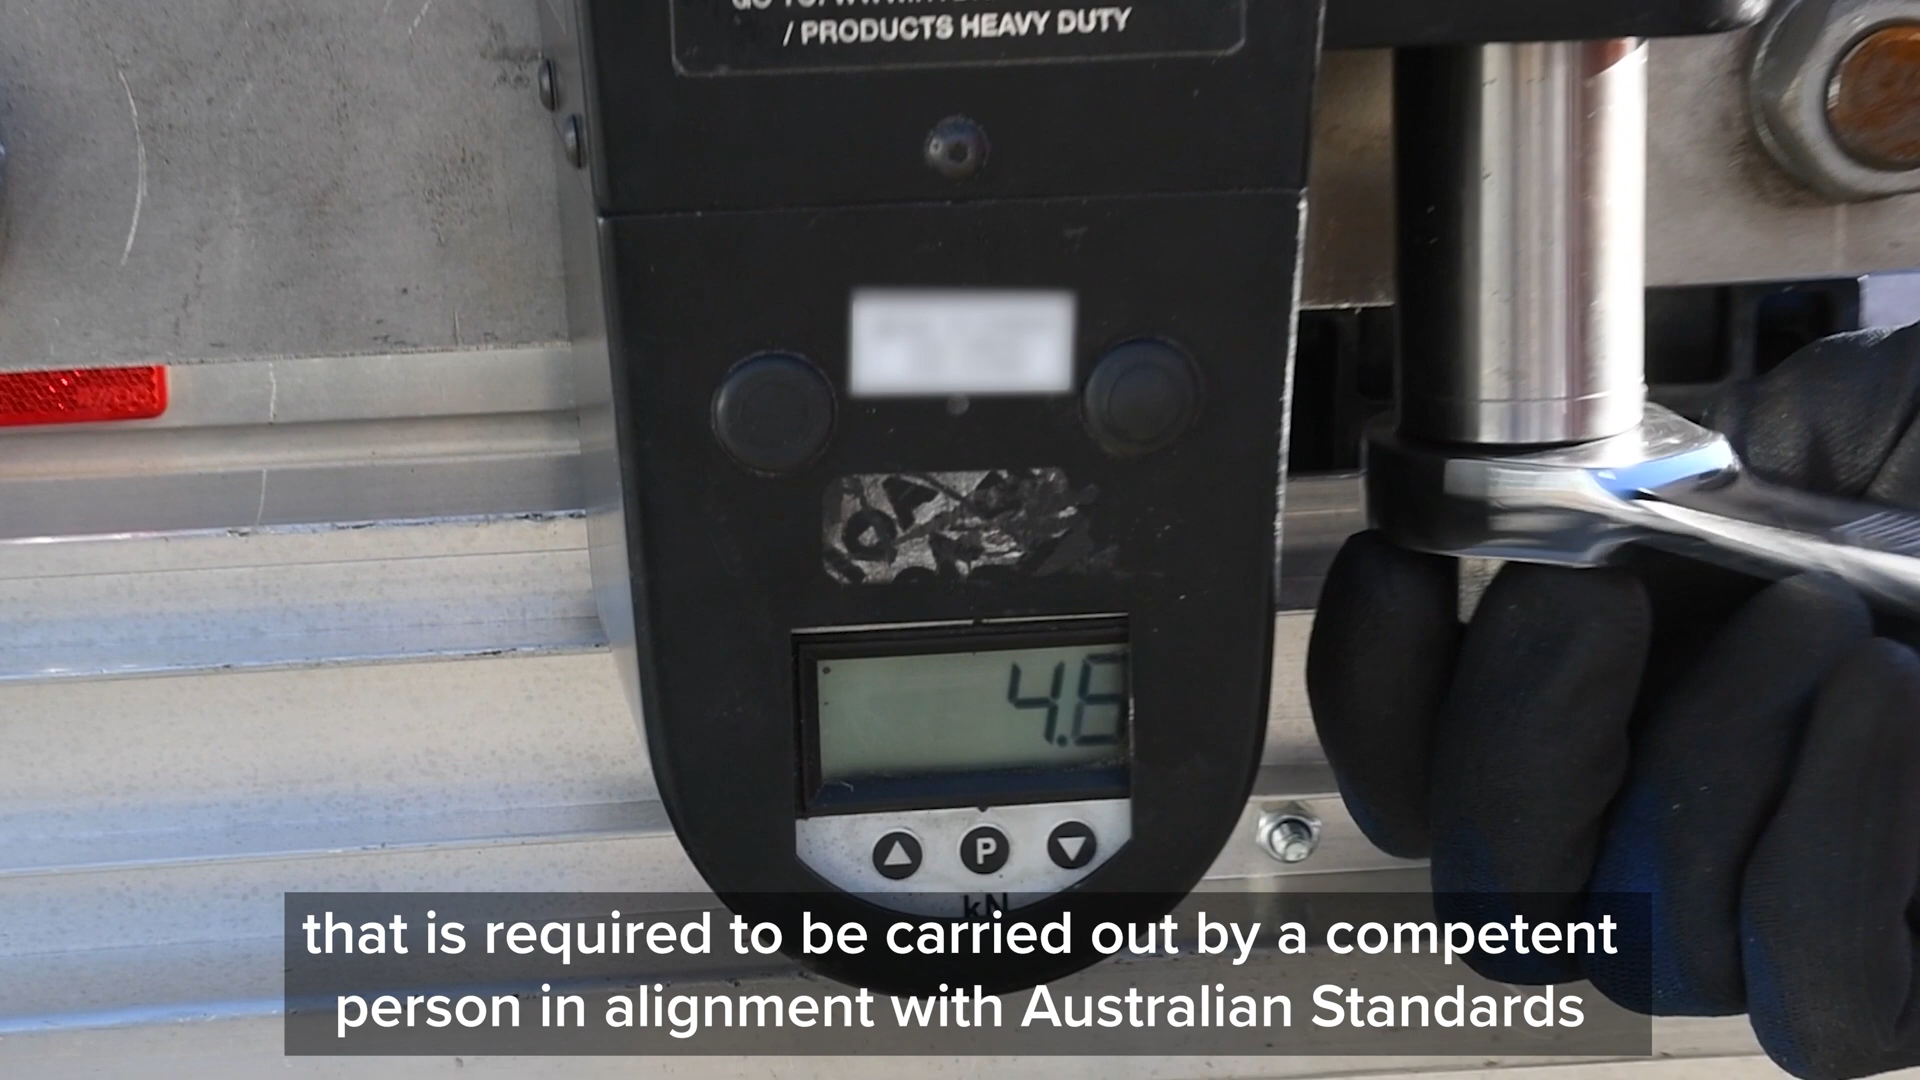 / PRODUCTS HEAVY DUTY
4.6
P
kN
that is required to be carried out by a competent
person in alignment with Australian Standards